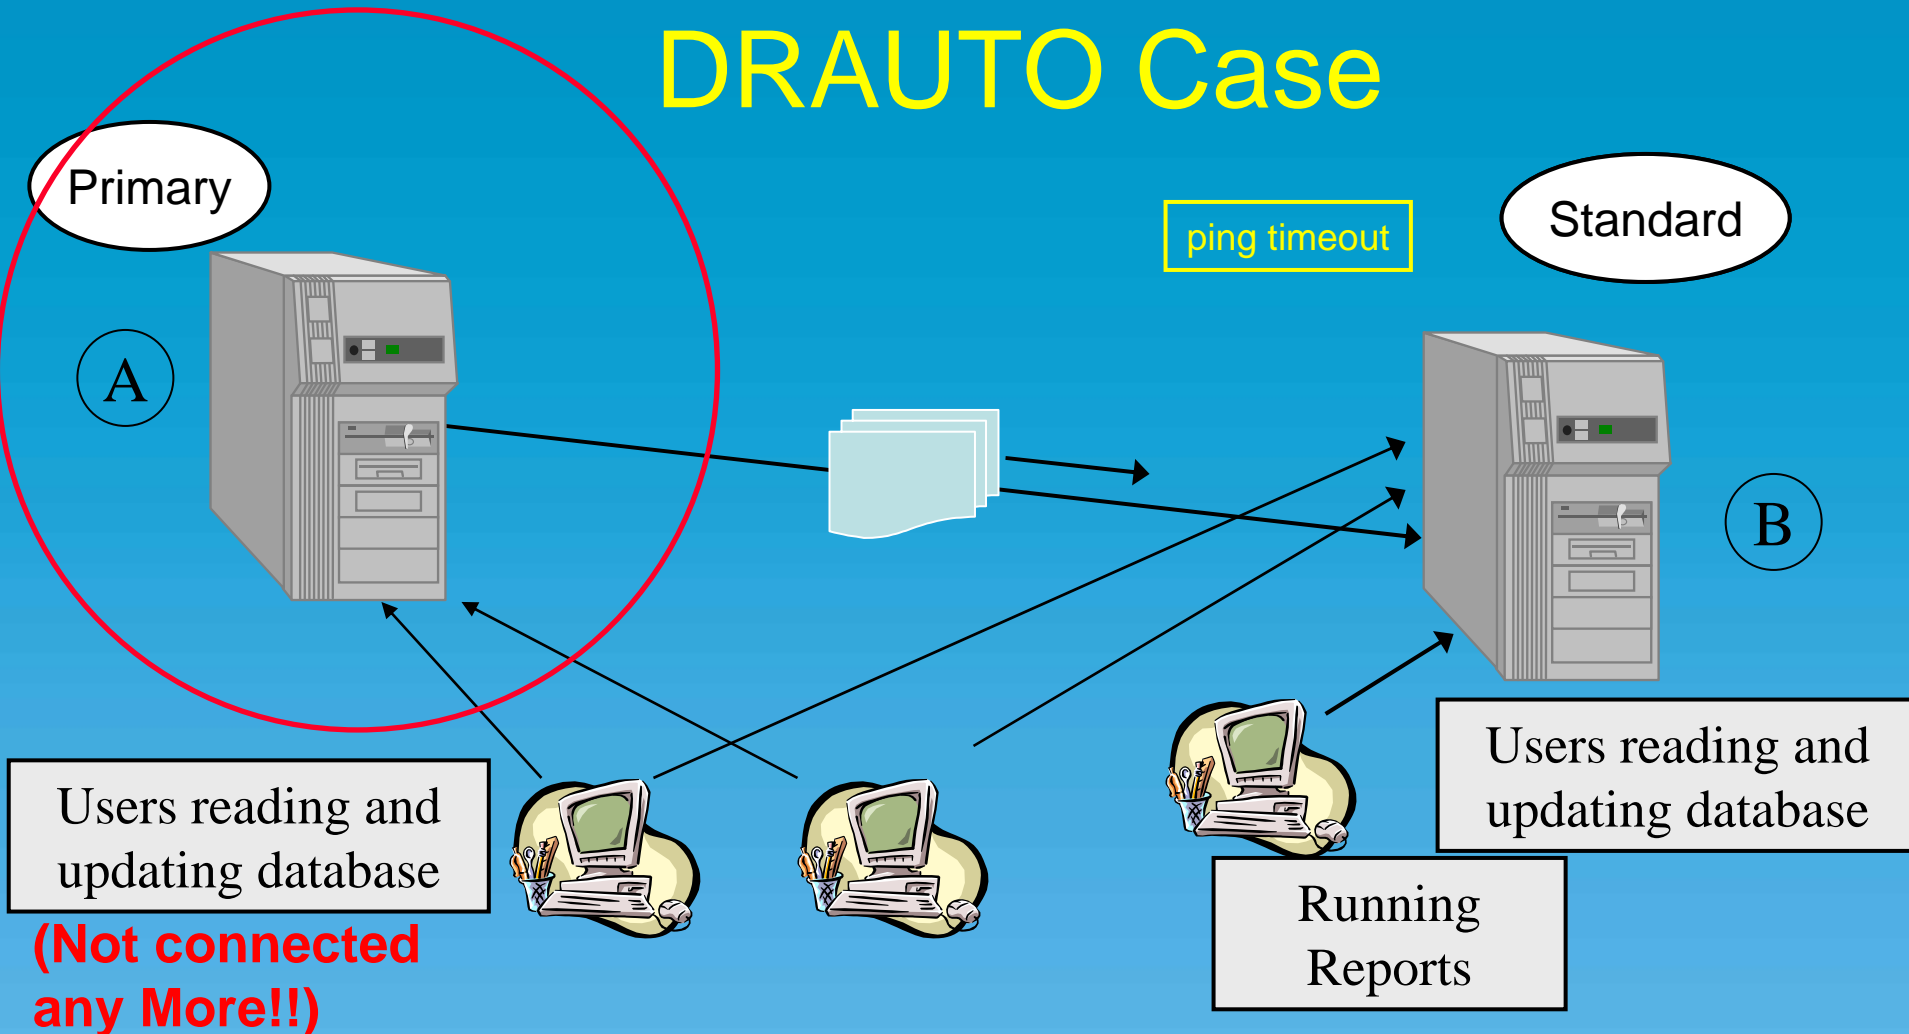 DRAUTO Case
Primary
ping timeout
Standard
A
B
Users reading and
updating database
(Not connected
any More!!)
Users reading and
updating database
Running
Reports